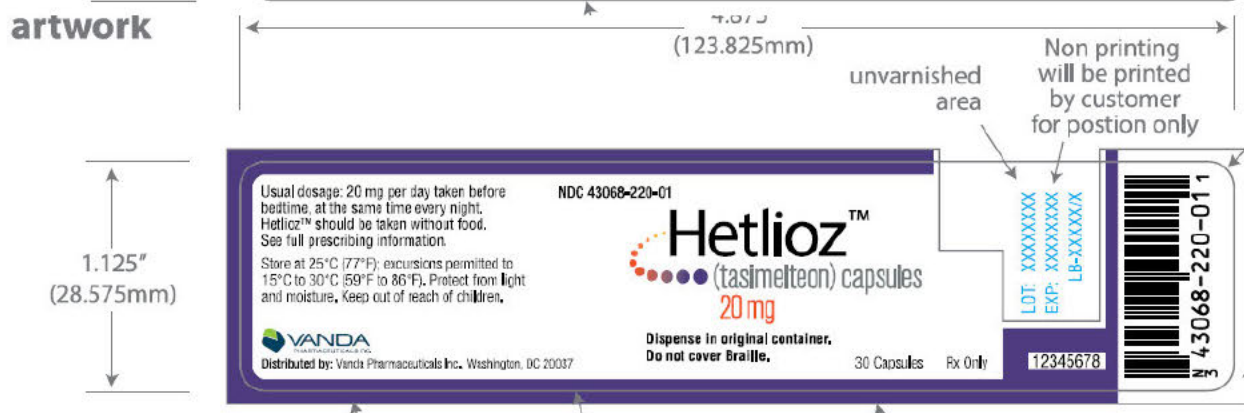 artwork
(123.825mm)
unvarnished
area
Non printing
will be printed
by customer
for postion only
1.125"
(28.575mm)
Usual dosage: 20 mg per day taken before
bedtime, at the same time every night.
Hetlioz™ should be taken without food.
See full prescribing information.
Store at 25°C (77°F); excursions permitted to
15°C to 30°C (59°F to 86°F). Protect from light
and moisture. Keep out of reach of children.
VANDA
PHARMACEUTICALS INC.
Distributed by: Vanda Pharmaceuticals Inc. Washington, DC 20037
NDC 43068-220-01
Hetlioz™
(tasimelteon) capsules
20 mg
Dispense in original container.
Do not cover Braille.
30 Capsules Rx Only
LOT: XXXXXXXX
EXP: XXXXXXXX
LB-XXXXX/X
12345678
N
3 43068-220-01 1